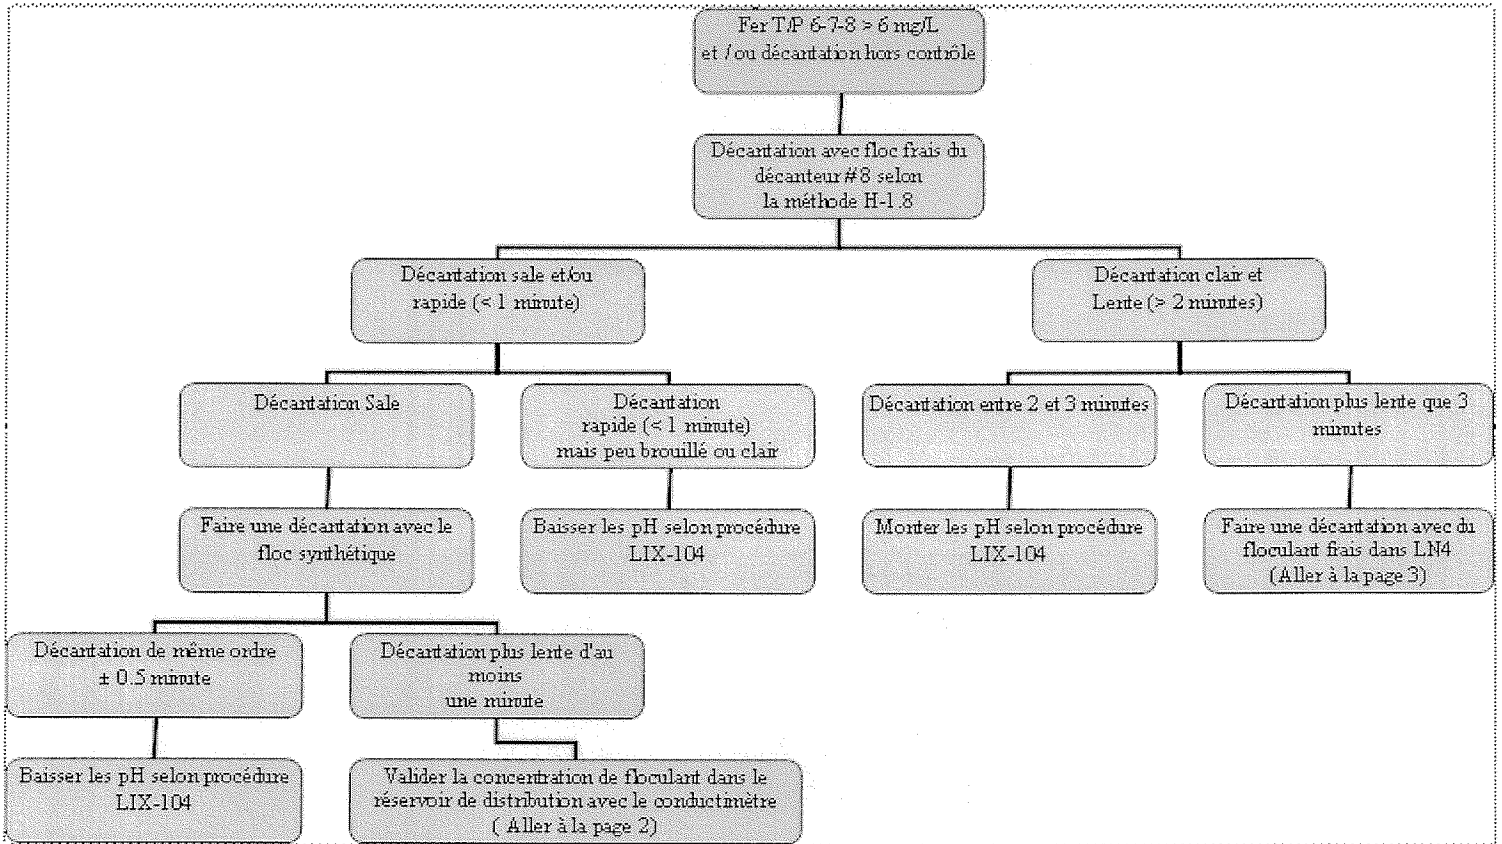 Fer T/P 6-7-8 > 6 mg/L
et / ou décantation hors contrôle
Décantation avec floc frais du
décanteur #8 selon
la méthode H-1.8
Décantation sale et/ou
rapide (< 1 minute)
Décantation clair et
Lente (> 2 minutes)
Décantation Sale
Décantation
rapide (< 1 minute)
mais peu brouillé ou clair
Décantation entre 2 et 3 minutes
Décantation plus lente que 3
minutes
Faire une décantation avec le
floc synthétique
Baisser les pH selon procédure
LIX-104
Monter les pH selon procédure
LIX-104
Faire une décantation avec du
floculant frais dans LN4
(Aller à la page 3)
Décantation de même ordre
± 0.5 minute
Décantation plus lente d'au
moins
une minute
Baisser les pH selon procédure
LIX-104
Valider la concentration de floculant dans le
réservoir de distribution avec le conductimètre
( Aller à la page 2)